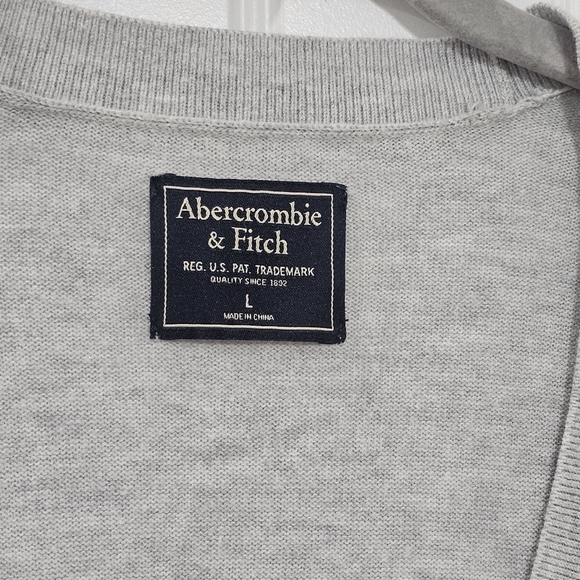 Abercrombie
& Fitch
REG. U.S. PAT. TRADEMARK
QUALITY SINCE 1892
L
MADE IN CHINA